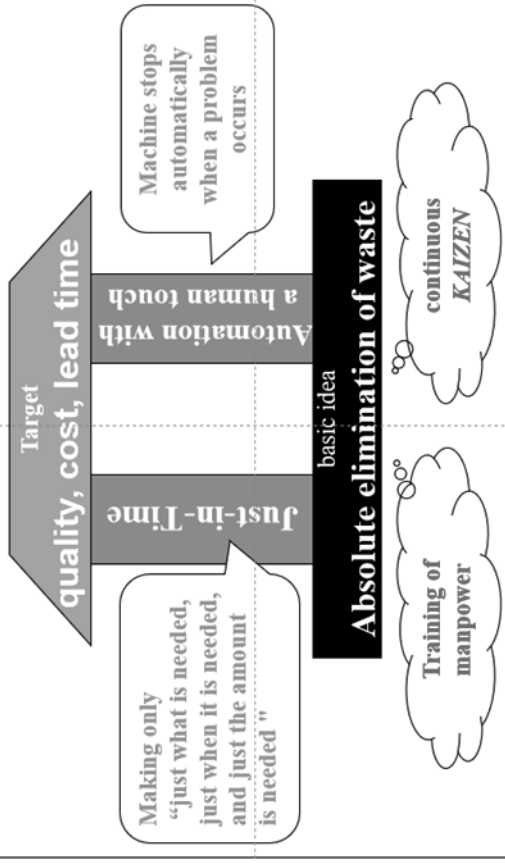 Target
quality, cost, lead time
Making only
“just what is needed,
just when it is needed,
and just the amount
is needed "
Just-in-Time
Automation with
a human touch
Machine stops
automatically
when a problem
occurs
basic idea
Absolute elimination of waste
Training of
manpower
continuous
KAIZEN